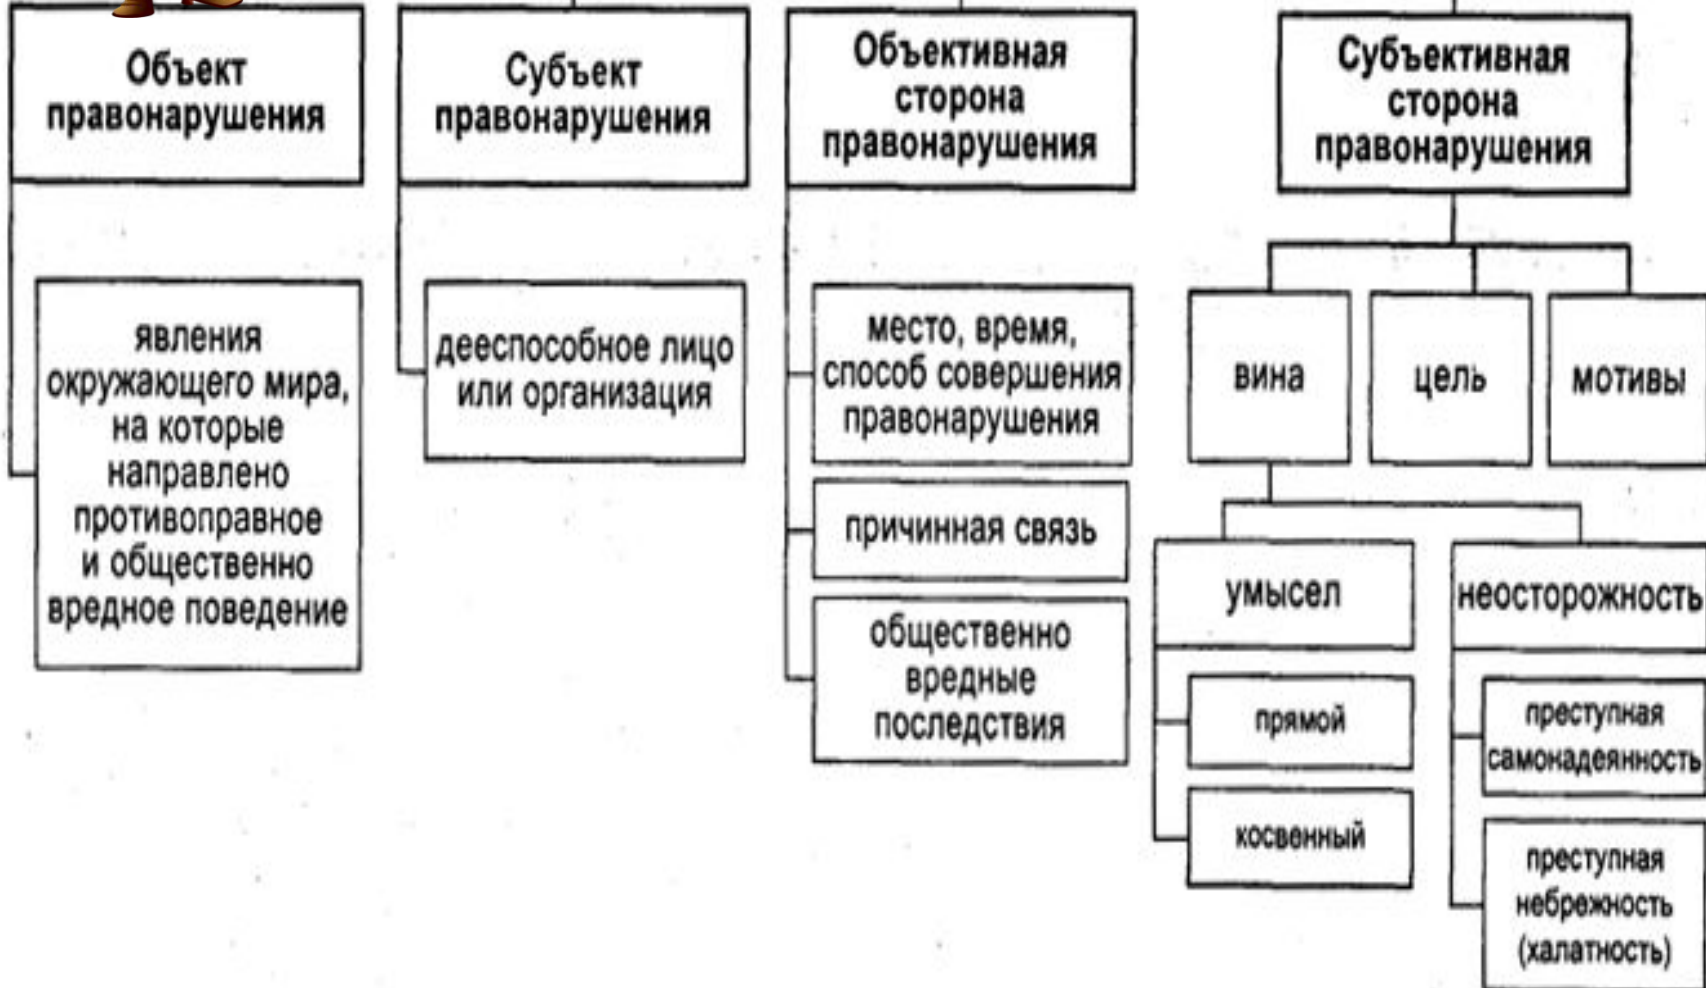 Объект
правонарушения
явления
окружающего мира,
на которые
направлено
противоправное
и общественно
вредное поведение
Субъект
правонарушения
дееспособное лицо
или организация
Объективная
сторона
правонарушения
место, время,
способ совершения
правонарушения
причинная связь
общественно
вредные
последствия
Субъективная
сторона
правонарушения
вина
цель
мотивы
умысел
прямой
косвенный
неосторожность
преступная
самонадеянность
преступная
небрежность
(халатность)